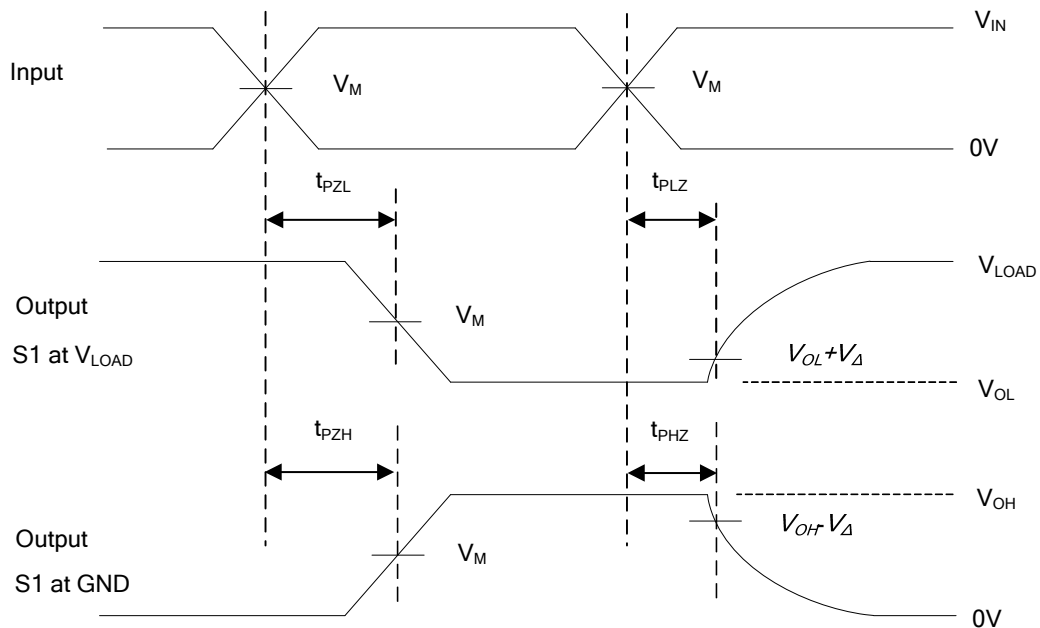 V_IN
Input
V_M V_M
0V
t_PZL t_PLZ
V_LOAD
Output
V_M
S1 at V_LOAD
V_OL+V_Δ
V_OL
t_PZH t_PHZ
V_OH
V_OH-V_Δ
Output
V_M
S1 at GND
0V